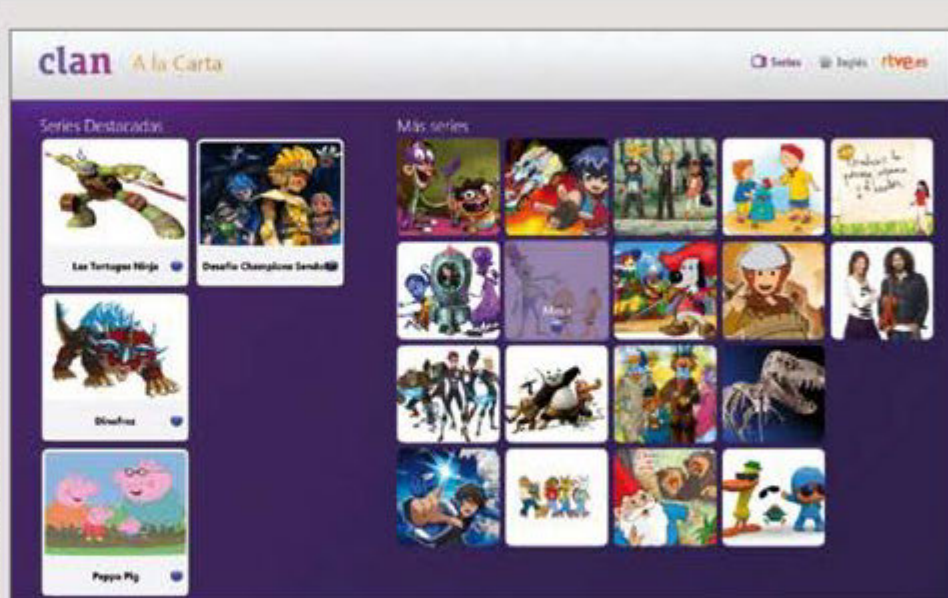 clan A la Carta
Series Inglés rtve.es
Series Destacadas
Más series
Las Tortugas Ninja
Desafío Champions Sendokai
Dinofroz
Peppa Pig